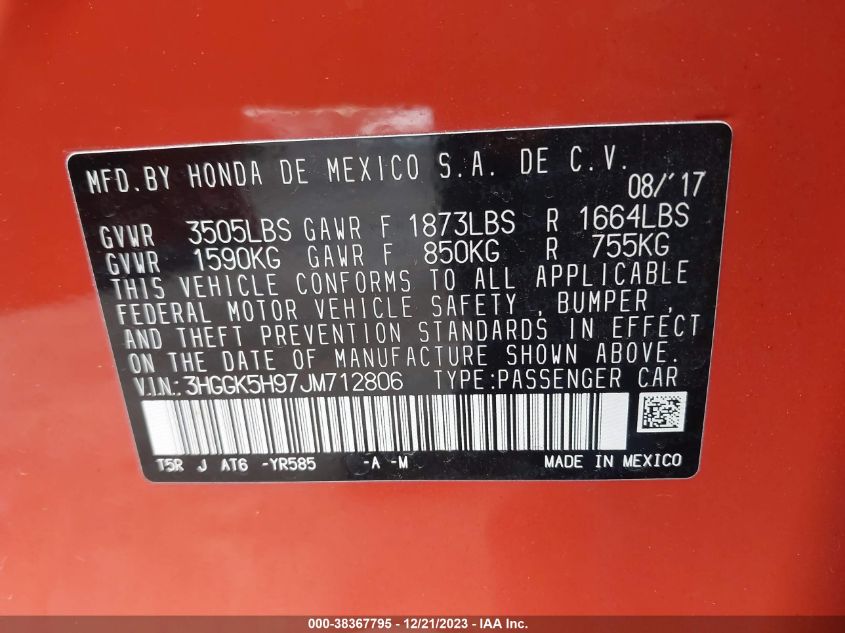 MFD.BY HONDA DE MEXICO S.A. DE C.V.
08/'17
GVWR 3505LBS GAWR F 1873LBS R 1664LBS
GVWR 1590KG GAWR F 850KG R 755KG
THIS VEHICLE CONFORMS TO ALL APPLICABLE
FEDERAL MOTOR VEHICLE SAFETY , BUMPER ,
AND THEFT PREVENTION STANDARDS IN EFFECT
ON THE DATE OF MANUFACTURE SHOWN ABOVE.
V.I.N.: 3HGGK5H97JM712806 TYPE:PASSENGER CAR
T5R J AT6 -YR585 -A -M MADE IN MEXICO
000-38367795 - 12/21/2023 - IAA Inc.